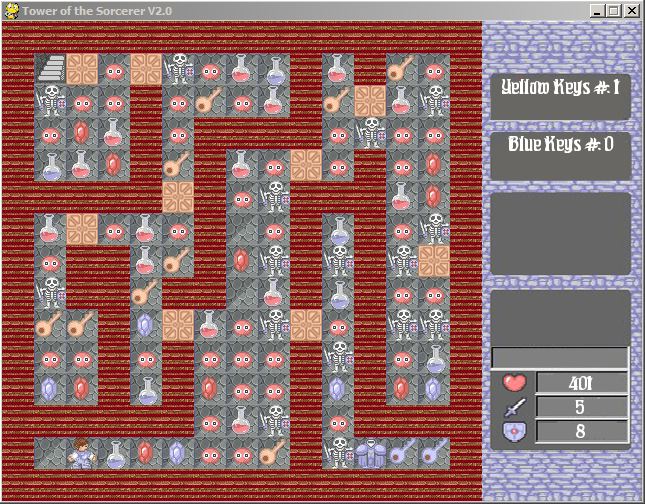 Tower of the Sorcerer V2.0
Yellow Keys #: 1
Blue Keys #: 0
401
5
8